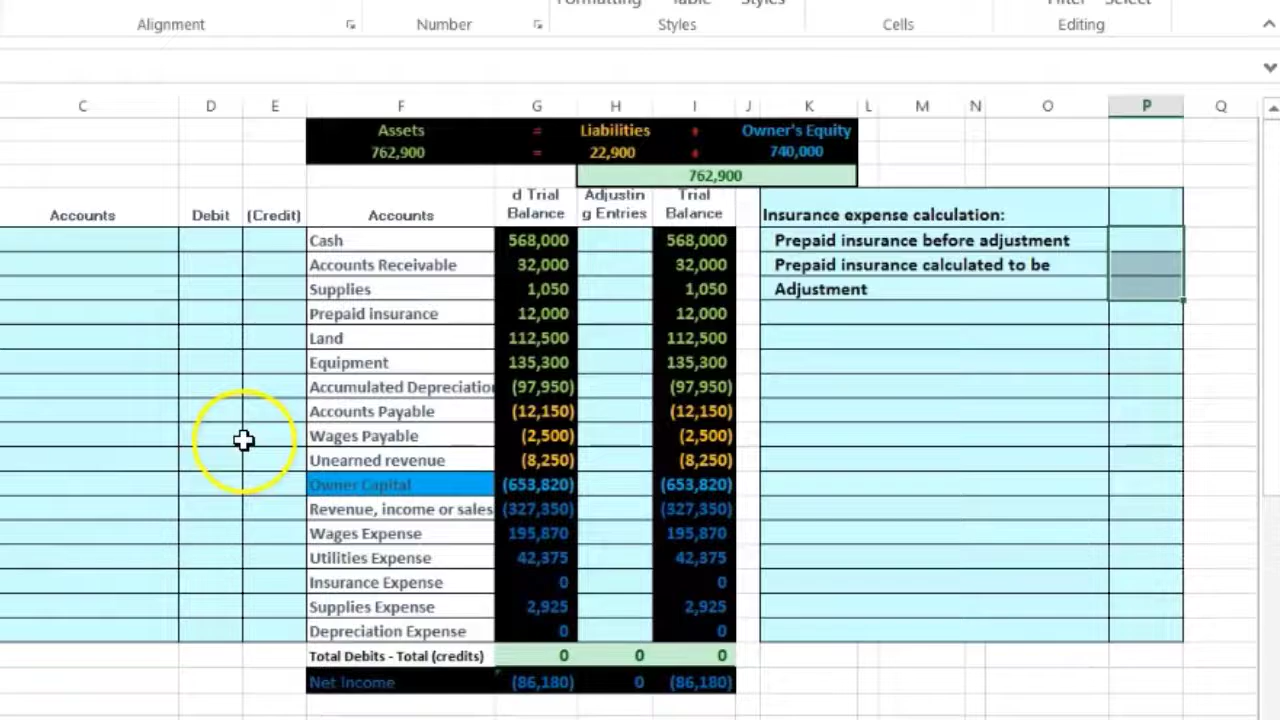 Formatting Table Styles Filter Select
Alignment Number Styles Cells Editing
C D E F G H I J K L M N O P Q
Assets = Liabilities + Owner's Equity
762,900 = 22,900 + 740,000
762,900
d Trial Adjustin Trial
Accounts Debit (Credit) Accounts Balance g Entries Balance Insurance expense calculation:
Cash 568,000 568,000 Prepaid insurance before adjustment
Accounts Receivable 32,000 32,000 Prepaid insurance calculated to be
Supplies 1,050 1,050 Adjustment
Prepaid insurance 12,000 12,000
Land 112,500 112,500
Equipment 135,300 135,300
Accumulated Depreciation (97,950) (97,950)
Accounts Payable (12,150) (12,150)
Wages Payable (2,500) (2,500)
Unearned revenue (8,250) (8,250)
Owner Capital (653,820) (653,820)
Revenue, income or sales (327,350) (327,350)
Wages Expense 195,870 195,870
Utilities Expense 42,375 42,375
Insurance Expense 0 0
Supplies Expense 2,925 2,925
Depreciation Expense 0 0
Total Debits - Total (credits) 0 0 0
Net Income (86,180) 0 (86,180)